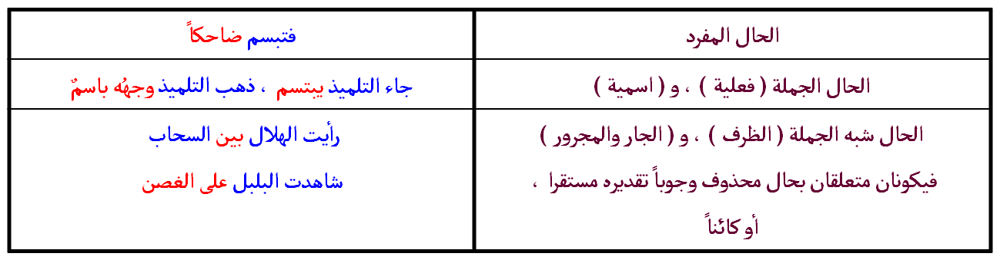 الحال المفرد
فتبسم ضاحكاً
الحال الجملة ( فعلية ) ، و ( اسمية )
جاء التلميذ يبتسم ، ذهب التلميذ وجهُه باسمٌ
الحال شبه الجملة ( الظرف ) ، و ( الجار والمجرور )
فيكونان متعلقان بحال محذوف وجوباً تقديره مستقرا ،
أو كائناً
رأيت الهلال بين السحاب
شاهدت البلبل على الغصن